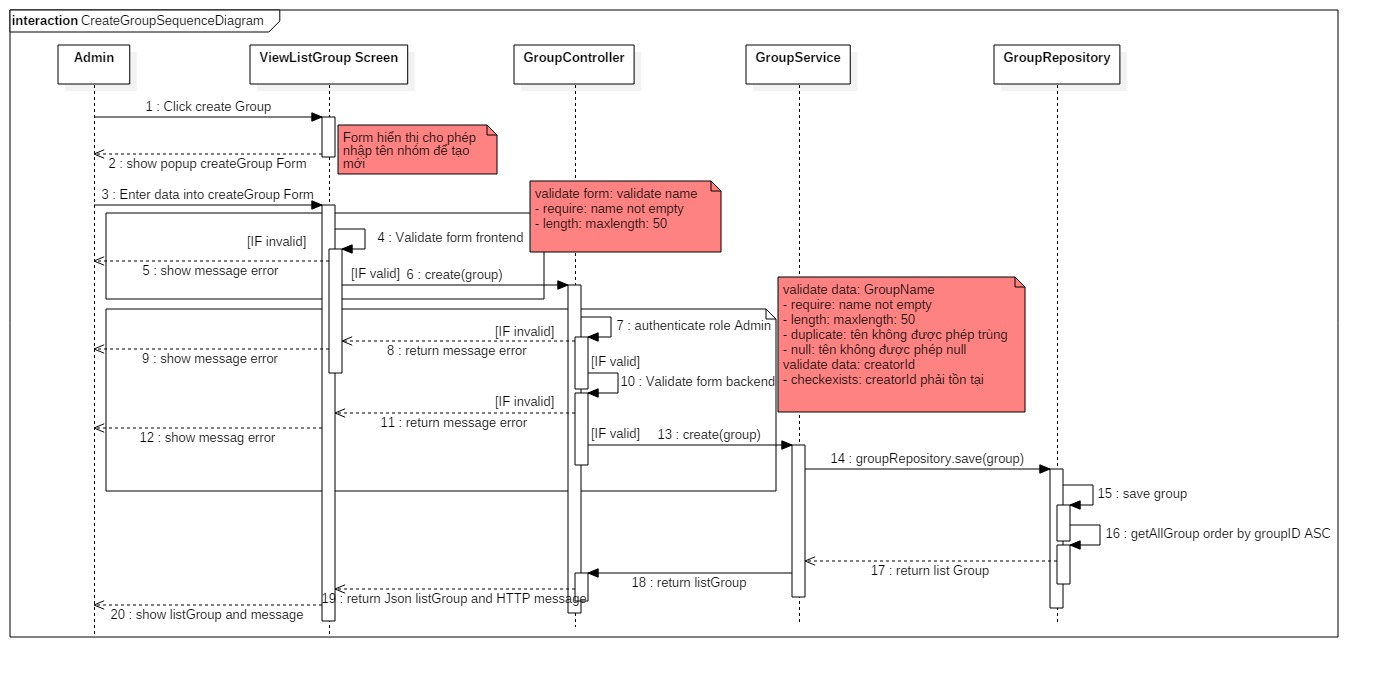 interaction CreateGroupSequenceDiagram
Admin
ViewListGroup Screen
GroupController
GroupService
GroupRepository
1 : Click create Group
Form hiển thị cho phép
nhập tên nhóm để tạo
mới
2 : show popup createGroup Form
3 : Enter data into createGroup Form
validate form: validate name
- require: name not empty
- length: maxlength: 50
4 : Validate form frontend
[IF invalid]
5 : show message error
[IF valid]
6 : create(group)
validate data: GroupName
- require: name not empty
- length: maxlength: 50
- duplicate: tên không được phép trùng
- null: tên không được phép null
validate data: creatorId
- checkexists: creatorId phải tồn tại
7 : authenticate role Admin
[IF invalid]
8 : return message error
9 : show message error
[IF valid]
10 : Validate form backend
[IF invalid]
11 : return message error
12 : show messag error
[IF valid]
13 : create(group)
14 : groupRepository.save(group)
15 : save group
16 : getAllGroup order by groupID ASC
17 : return list Group
18 : return listGroup
19 : return Json listGroup and HTTP message
20 : show listGroup and message